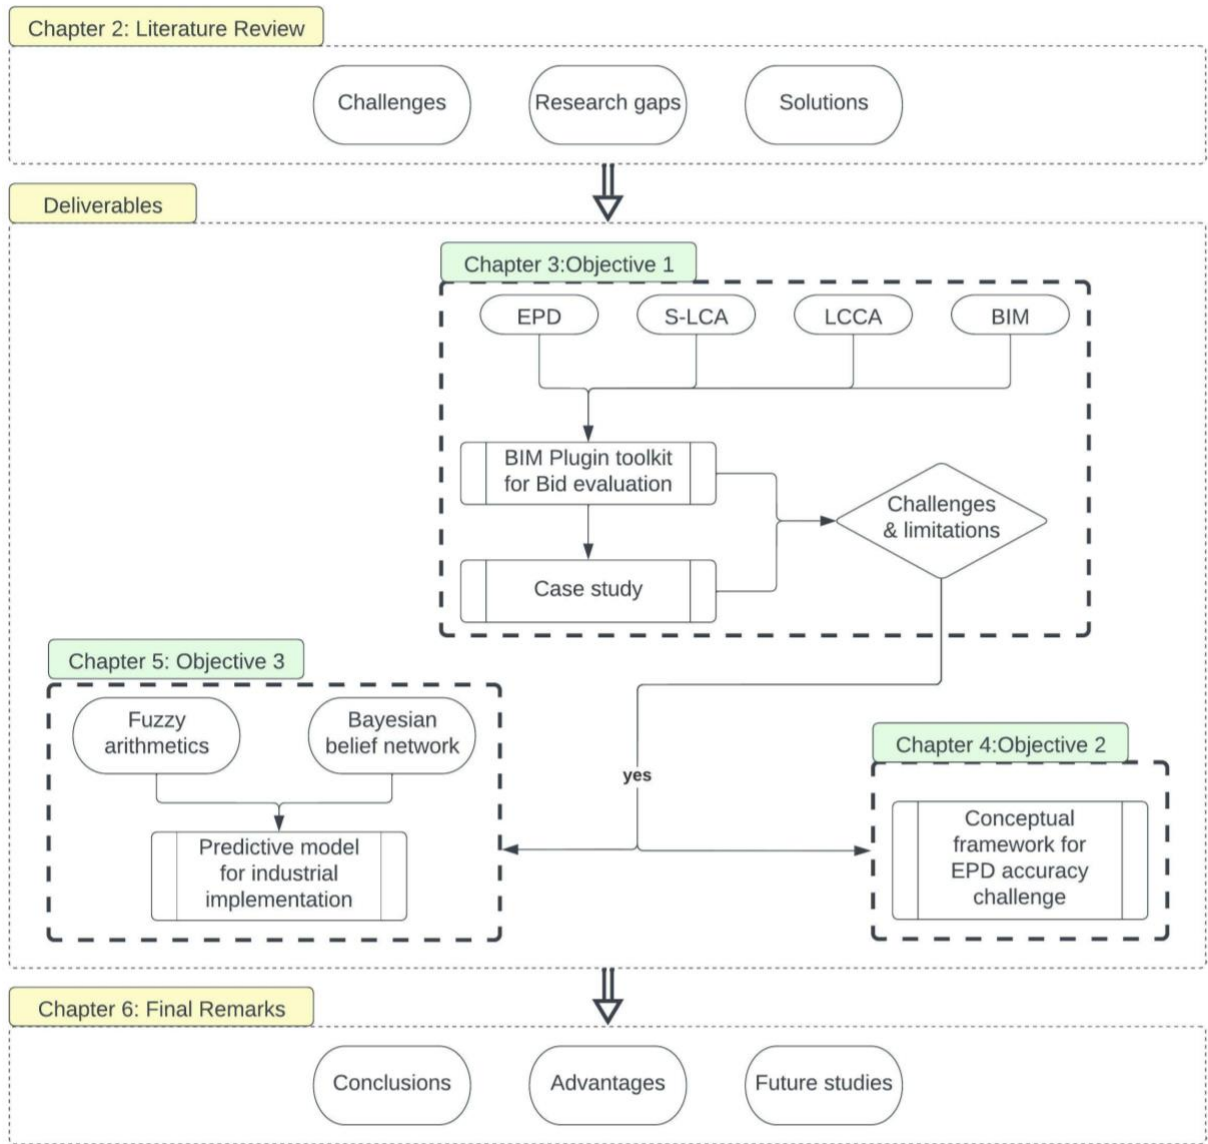 Chapter 2: Literature Review
Challenges
Research gaps
Solutions
Deliverables
Chapter 3:Objective 1
EPD
S-LCA
LCCA
BIM
BIM Plugin toolkit
for Bid evaluation
Challenges
& limitations
Case study
Chapter 5: Objective 3
Fuzzy
arithmetics
Bayesian
belief network
Predictive model
for industrial
implementation
yes
Chapter 4:Objective 2
Conceptual
framework for
EPD accuracy
challenge
Chapter 6: Final Remarks
Conclusions
Advantages
Future studies